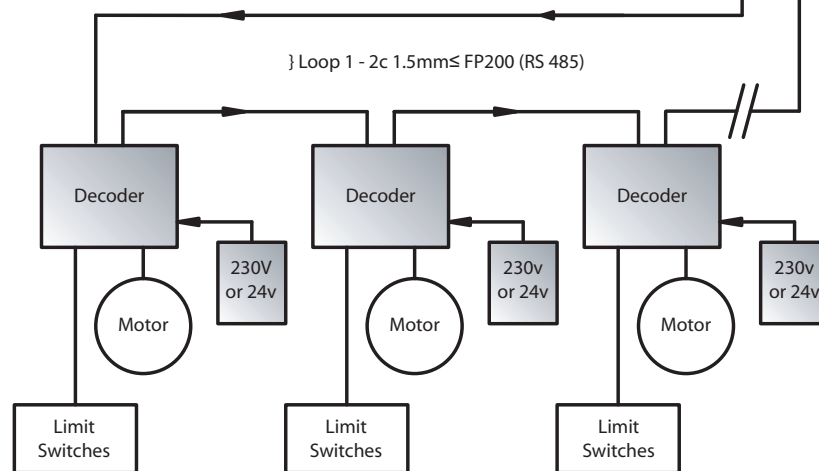 } Loop 1 - 2c 1.5mm≤ FP200 (RS 485)
Decoder
Decoder
Decoder
230V
or 24v
230v
or 24v
230v
or 24v
Motor
Motor
Motor
Limit
Switches
Limit
Switches
Limit
Switches